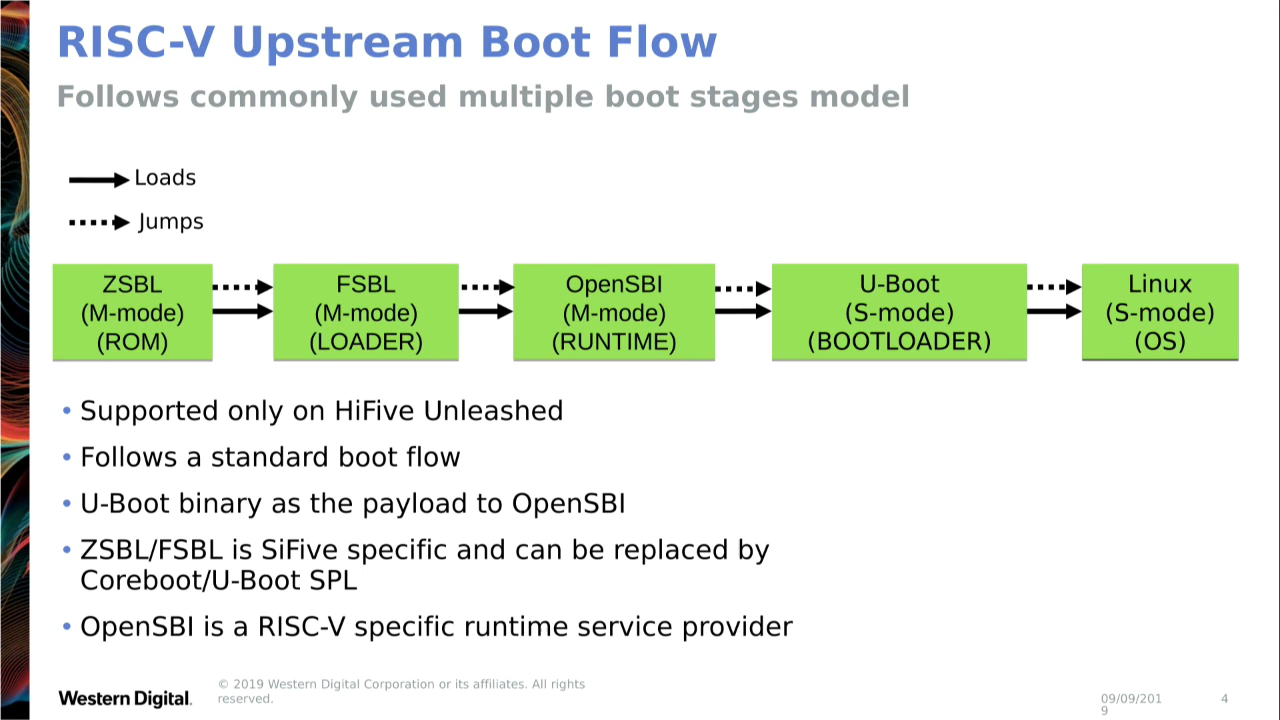 RISC-V Upstream Boot Flow
Follows commonly used multiple boot stages model
Loads
Jumps
ZSBL
(M-mode)
(ROM)
FSBL
(M-mode)
(LOADER)
OpenSBI
(M-mode)
(RUNTIME)
U-Boot
(S-mode)
(BOOTLOADER)
Linux
(S-mode)
(OS)
• Supported only on HiFive Unleashed
• Follows a standard boot flow
• U-Boot binary as the payload to OpenSBI
• ZSBL/FSBL is SiFive specific and can be replaced by
Coreboot/U-Boot SPL
• OpenSBI is a RISC-V specific runtime service provider
Western Digital.
© 2019 Western Digital Corporation or its affiliates. All rights
reserved.
09/09/201
9
4